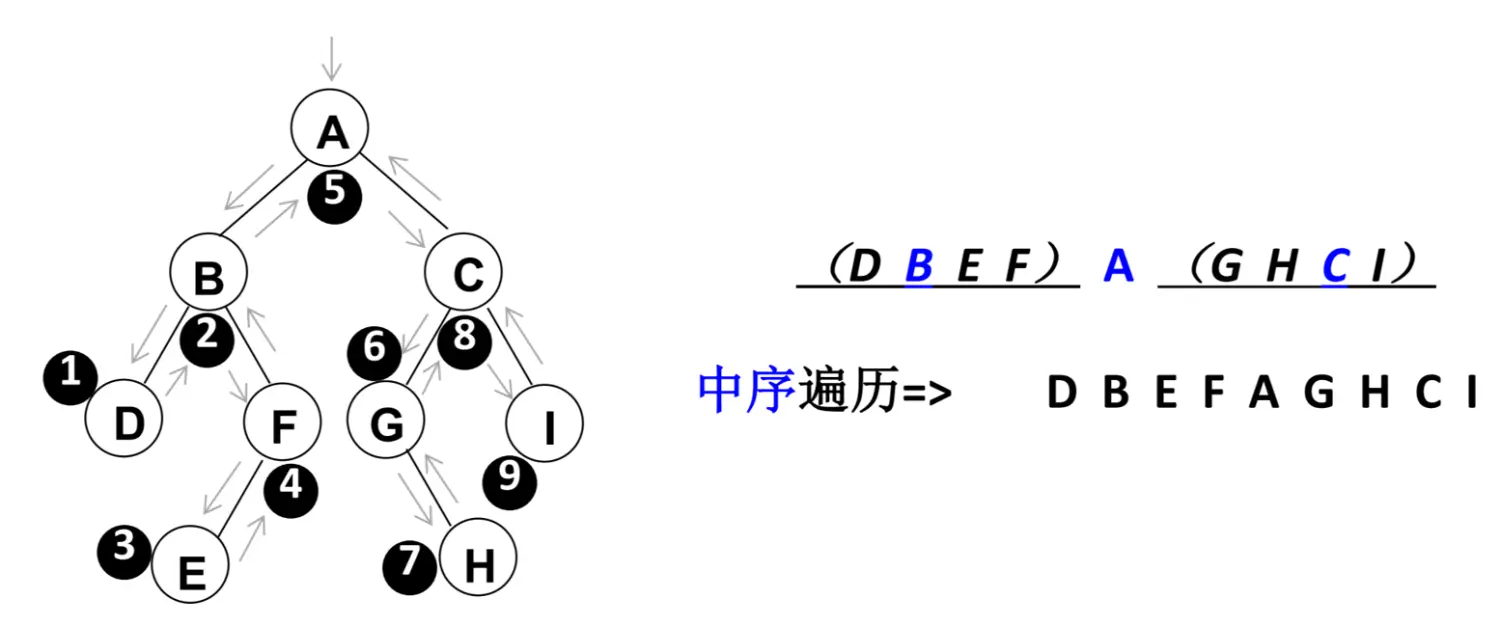 A
5
B
C
2
6
8
1
D
F
G
I
4
9
3
E
7
H
（D B E F） A （G H C I）
中序遍历=> D B E F A G H C I